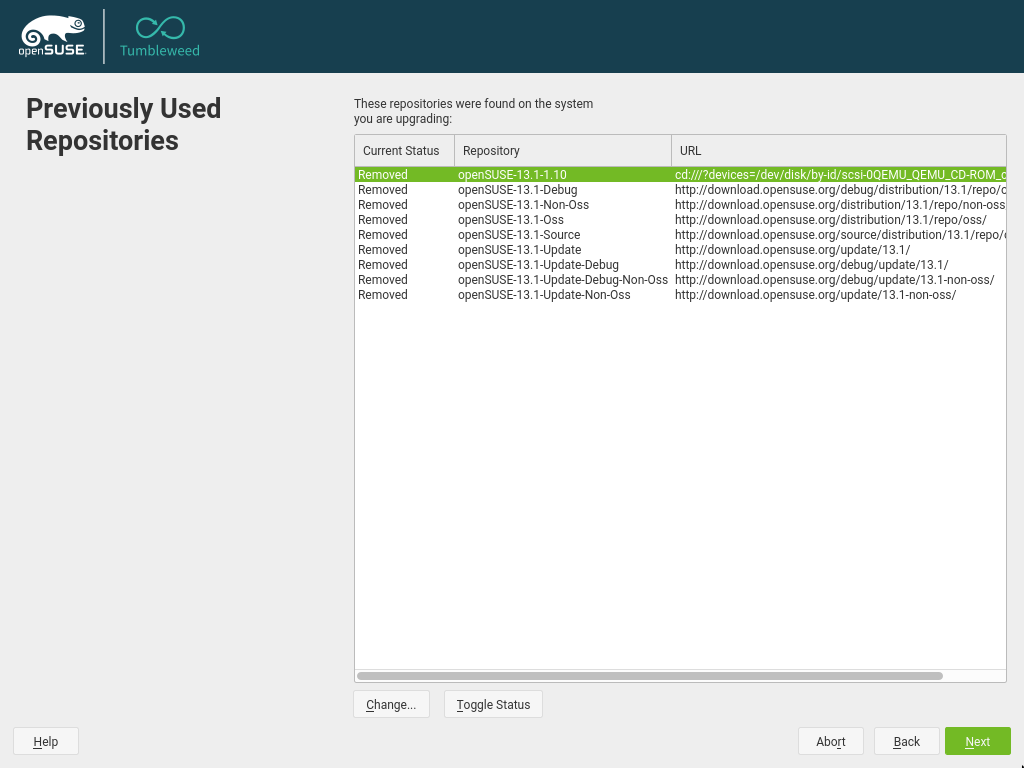 openSUSE
Tumbleweed
Previously Used
Repositories
These repositories were found on the system
you are upgrading:
Current Status Repository URL
Removed openSUSE-13.1-1.10 cd:///?devices=/dev/disk/by-id/scsi-0QEMU_QEMU_CD-ROM_
Removed openSUSE-13.1-Debug http://download.opensuse.org/debug/distribution/13.1/repo/
Removed openSUSE-13.1-Non-Oss http://download.opensuse.org/distribution/13.1/repo/non-oss
Removed openSUSE-13.1-Oss http://download.opensuse.org/distribution/13.1/repo/oss/
Removed openSUSE-13.1-Source http://download.opensuse.org/source/distribution/13.1/repo/
Removed openSUSE-13.1-Update http://download.opensuse.org/update/13.1/
Removed openSUSE-13.1-Update-Debug http://download.opensuse.org/debug/update/13.1/
Removed openSUSE-13.1-Update-Debug-Non-Oss http://download.opensuse.org/debug/update/13.1-non-oss/
Removed openSUSE-13.1-Update-Non-Oss http://download.opensuse.org/update/13.1-non-oss/
Change... Toggle Status
Help Abort Back Next